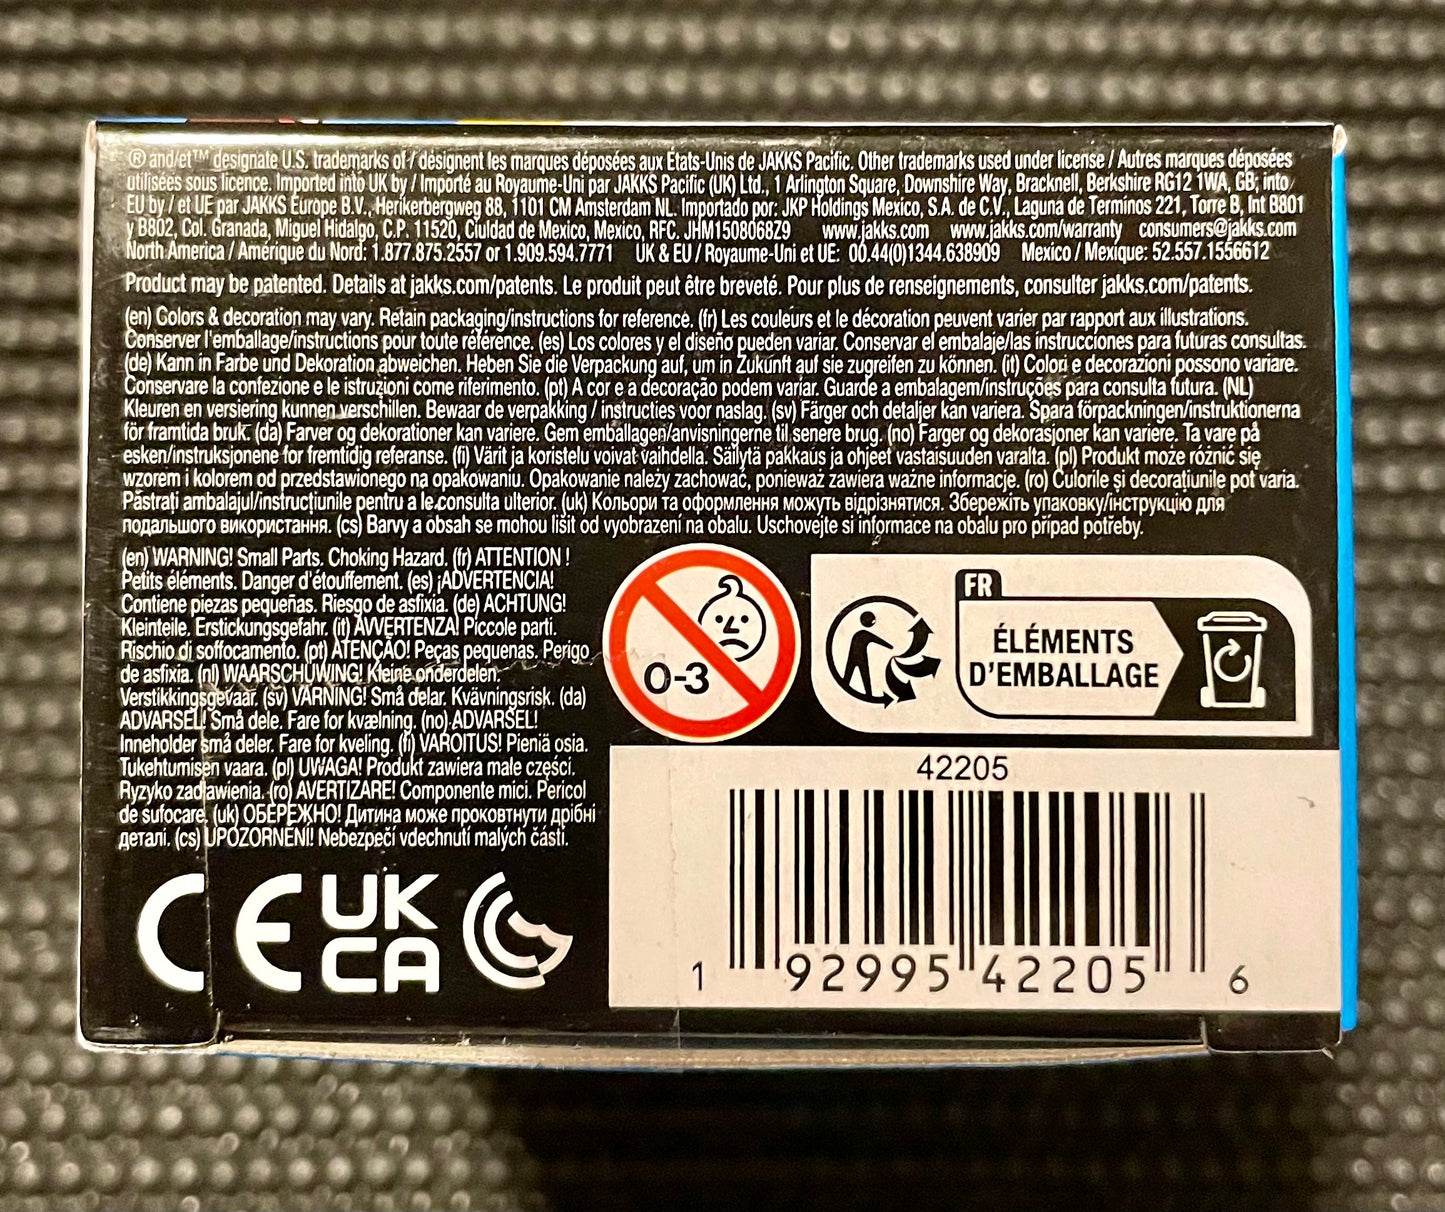 ® and/et™ designate U.S. trademarks of / désignent les marques déposées aux États-Unis de JAKKS Pacific. Other trademarks used under license / Autres marques déposées
utilisées sous licence. Imported into UK by / Importé au Royaume-Uni par JAKKS Pacific (UK) Ltd., 1 Arlington Square, Downshire Way, Bracknell, Berkshire RG12 1WA, GB; into
EU by / et UE par JAKKS Europe B.V., Herikerbergweg 88, 1101 CM Amsterdam NL. Importado por: JKP Holdings Mexico, S.A. de C.V., Laguna de Terminos 221, Torre B, Int B801
y B802, Col. Granada, Miguel Hidalgo, C.P. 11520, Ciuldad de Mexico, Mexico, RFC. JHM1508068Z9 www.jakks.com www.jakks.com/warranty consumers@jakks.com
North America / Amérique du Nord: 1.877.875.2557 or 1.909.594.7771 UK & EU / Royaume-Uni et UE: 00.44(0)1344.638909 Mexico / Mexique: 52.557.1556612
Product may be patented. Details at jakks.com/patents. Le produit peut être breveté. Pour plus de renseignements, consulter jakks.com/patents.
(en) Colors & decoration may vary. Retain packaging/instructions for reference. (fr) Les couleurs et le décoration peuvent varier par rapport aux illustrations.
Conserver l'emballage/instructions pour toute référence. (es) Los colores y el diseño pueden variar. Conservar el embalaje/las instrucciones para futuras consultas.
(de) Kann in Farbe und Dekoration abweichen. Heben Sie die Verpackung auf, um in Zukunft auf sie zugreifen zu können. (it) Colori e decorazioni possono variare.
Conservare la confezione e le istruzioni come riferimento. (pt) A cor e a decoração podem variar. Guarde a embalagem/instruções para consulta futura. (NL)
Kleuren en versiering kunnen verschillen. Bewaar de verpakking / instructies voor naslag. (sv) Färger och detaljer kan variera. Spara förpackningen/instruktionerna
för framtida bruk. (da) Farver og dekorationer kan variere. Gem emballagen/anvisningerne til senere brug. (no) Farger og dekorasjoner kan variere. Ta vare på
esken/instruksjonene for fremtidig referanse. (fi) Värit ja koristelu voivat vaihdella. Säilytä pakkaus ja ohjeet vastaisuuden varalta. (pl) Produkt może różnić się
wzorem i kolorem od przedstawionego na opakowaniu. Opakowanie należy zachować, ponieważ zawiera ważne informacje. (ro) Culorile și decorațiunile pot varia.
Păstrați ambalajul/instrucțiunile pentru a le consulta ulterior. (uk) Кольори та оформлення можуть відрізнятися. Збережіть упаковку/інструкцію для
подальшого використання. (cs) Barvy a obsah se mohou lišit od vyobrazení na obalu. Uschovejte si informace na obalu pro případ potřeby.
(en) WARNING! Small Parts. Choking Hazard. (fr) ATTENTION !
Petits éléments. Danger d'étouffement. (es) ¡ADVERTENCIA!
Contiene piezas pequeñas. Riesgo de asfixia. (de) ACHTUNG!
Kleinteile. Erstickungsgefahr. (it) AVVERTENZA! Piccole parti.
Rischio di soffocamento. (pt) ATENÇÃO! Peças pequenas. Perigo
de asfixia. (nl) WAARSCHUWING! Kleine onderdelen.
Verstikkingsgevaar. (sv) VARNING! Små delar. Kvävningsrisk. (da)
ADVARSEL! Små dele. Fare for kvælning. (no) ADVARSEL!
Inneholder små deler. Fare for kveling. (fi) VAROITUS! Pieniä osia.
Tukehtumisen vaara. (pl) UWAGA! Produkt zawiera małe części.
Ryzyko zadławienia. (ro) AVERTIZARE! Componente mici. Pericol
de sufocare. (uk) ОБЕРЕЖНО! Дитина може проковтнути дрібні
деталі. (cs) UPOZORNĚNÍ! Nebezpečí vdechnutí malých částí.
0-3
FR
ÉLÉMENTS
D'EMBALLAGE
CE UK
CA
42205
1 92995 42205 6